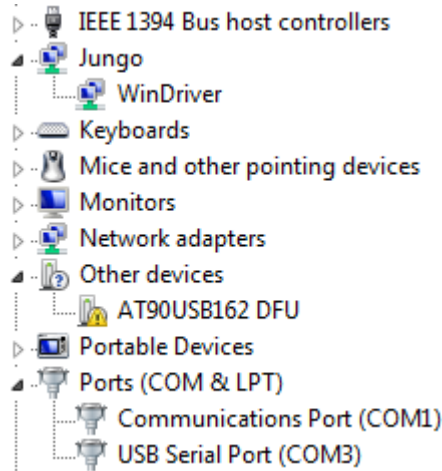 IEEE 1394 Bus host controllers
Jungo
WinDriver
Keyboards
Mice and other pointing devices
Monitors
Network adapters
Other devices
AT90USB162 DFU
Portable Devices
Ports (COM & LPT)
Communications Port (COM1)
USB Serial Port (COM3)